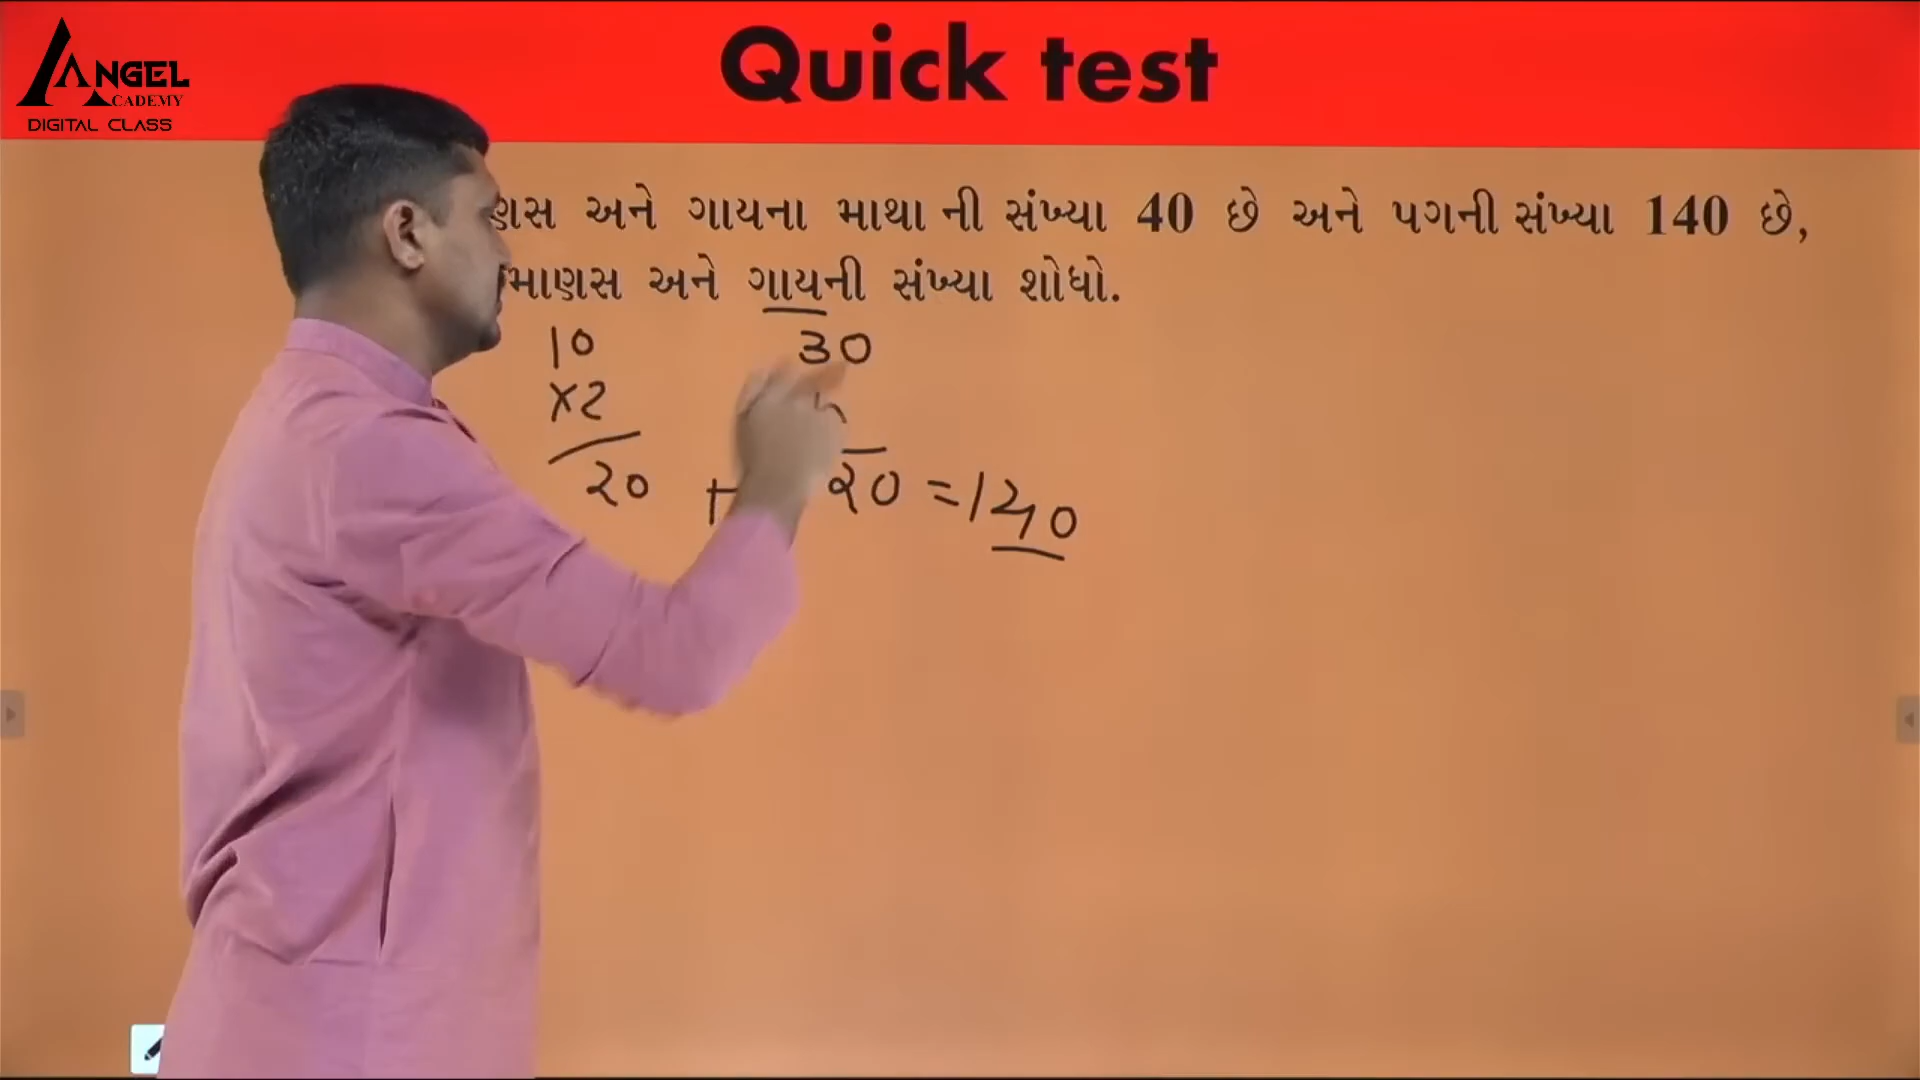 Quick test
ANGEL
ACADEMY
DIGITAL CLASS
અને ગાયના માથા ની સંખ્યા 40 છે અને પગની સંખ્યા 140 છે,
માણસ અને ગાયની સંખ્યા શોધો.
10 30
×2
20 + 20 = 140